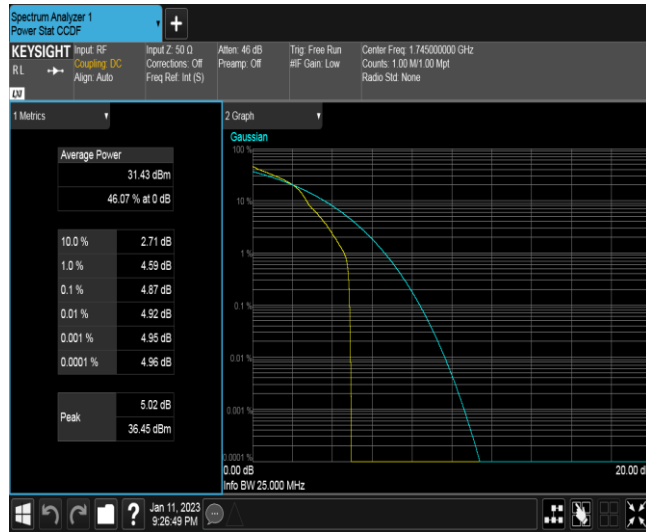 Spectrum Analyzer 1
Power Stat CCDF
+
KEYSIGHT
RL
LXI
Input: RF
Coupling: DC
Align: Auto
Input Z: 50 Ω
Corrections: Off
Freq Ref: Int (S)
Atten: 46 dB
Preamp: Off
Trig: Free Run
#IF Gain: Low
Center Freq: 1.745000000 GHz
Counts: 1.00 M/1.00 Mpt
Radio Std: None
1 Metrics
Average Power
31.43 dBm
46.07 % at 0 dB
10.0 % 2.71 dB
1.0 % 4.59 dB
0.1 % 4.87 dB
0.01 % 4.92 dB
0.001 % 4.95 dB
0.0001 % 4.96 dB
Peak
5.02 dB
36.45 dBm
2 Graph
Gaussian
100 %
10 %
1 %
0.1 %
0.01 %
0.001 %
0.0001 %
0.00 dB
20.00 d
Info BW 25.000 MHz
?
Jan 11, 2023
9:26:49 PM